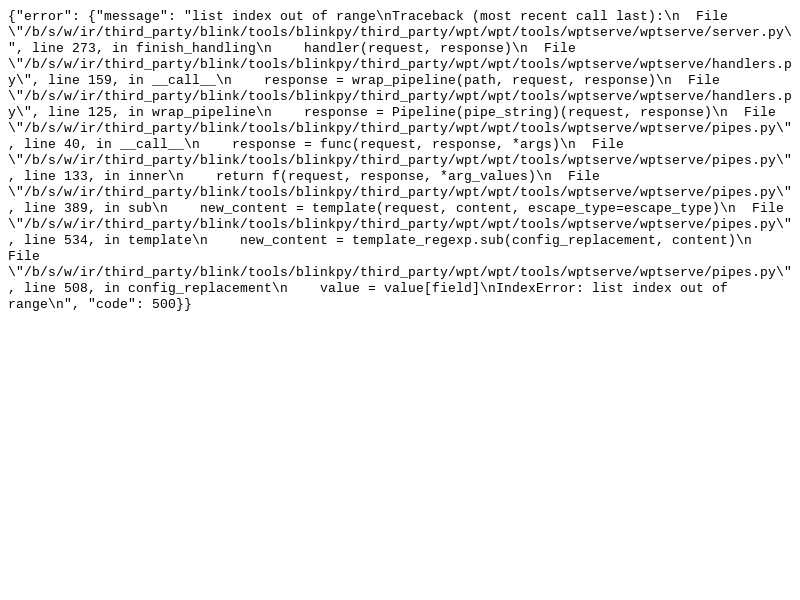 {"error": {"message": "list index out of range\nTraceback (most recent call last):\n  File
\"/b/s/w/ir/third_party/blink/tools/blinkpy/third_party/wpt/wpt/tools/wptserve/wptserve/server.py\
", line 273, in finish_handling\n    handler(request, response)\n  File
\"/b/s/w/ir/third_party/blink/tools/blinkpy/third_party/wpt/wpt/tools/wptserve/wptserve/handlers.p
y\", line 159, in __call__\n    response = wrap_pipeline(path, request, response)\n  File
\"/b/s/w/ir/third_party/blink/tools/blinkpy/third_party/wpt/wpt/tools/wptserve/wptserve/handlers.p
y\", line 125, in wrap_pipeline\n    response = Pipeline(pipe_string)(request, response)\n  File
\"/b/s/w/ir/third_party/blink/tools/blinkpy/third_party/wpt/wpt/tools/wptserve/wptserve/pipes.py\"
, line 40, in __call__\n    response = func(request, response, *args)\n  File
\"/b/s/w/ir/third_party/blink/tools/blinkpy/third_party/wpt/wpt/tools/wptserve/wptserve/pipes.py\"
, line 133, in inner\n    return f(request, response, *arg_values)\n  File
\"/b/s/w/ir/third_party/blink/tools/blinkpy/third_party/wpt/wpt/tools/wptserve/wptserve/pipes.py\"
, line 389, in sub\n    new_content = template(request, content, escape_type=escape_type)\n  File
\"/b/s/w/ir/third_party/blink/tools/blinkpy/third_party/wpt/wpt/tools/wptserve/wptserve/pipes.py\"
, line 534, in template\n    new_content = template_regexp.sub(config_replacement, content)\n
File
\"/b/s/w/ir/third_party/blink/tools/blinkpy/third_party/wpt/wpt/tools/wptserve/wptserve/pipes.py\"
, line 508, in config_replacement\n    value = value[field]\nIndexError: list index out of
range\n", "code": 500}}